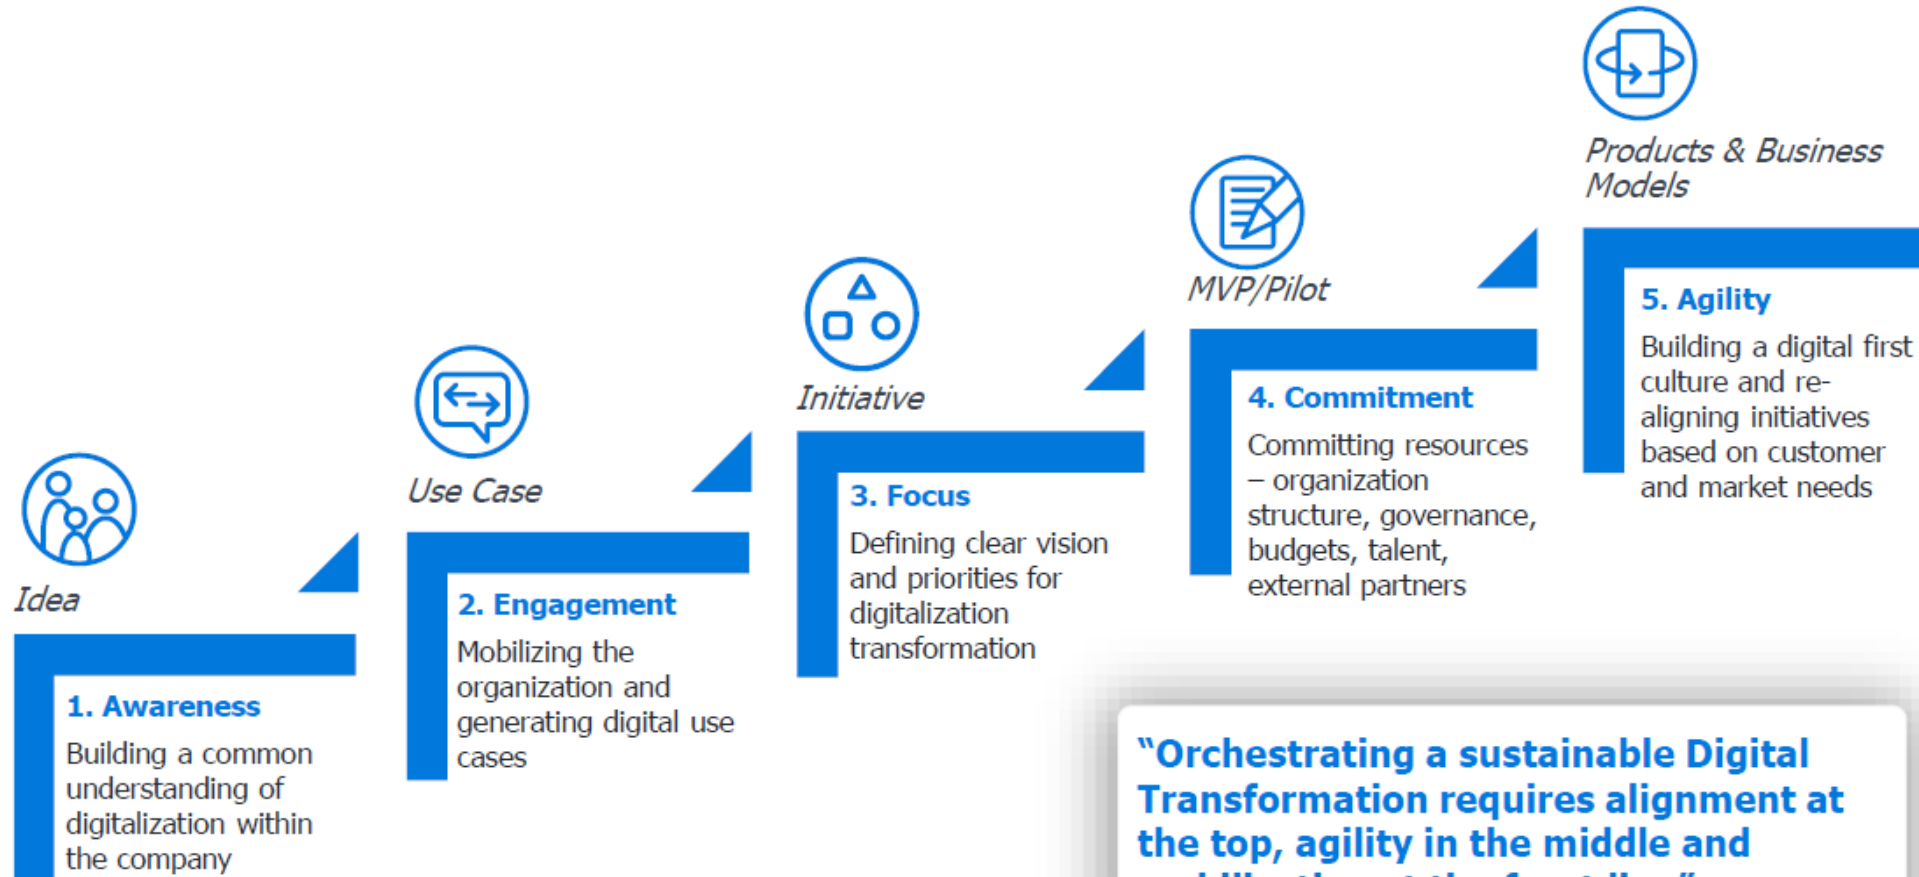 Idea
1. Awareness
Building a common
understanding of
digitalization within
the company
Use Case
2. Engagement
Mobilizing the
organization and
generating digital use
cases
Initiative
3. Focus
Defining clear vision
and priorities for
digitalization
transformation
MVP/Pilot
4. Commitment
Committing resources
– organization
structure, governance,
budgets, talent,
external partners
Products & Business
Models
5. Agility
Building a digital first
culture and re-
aligning initiatives
based on customer
and market needs
“Orchestrating a sustainable Digital
Transformation requires alignment at
the top, agility in the middle and